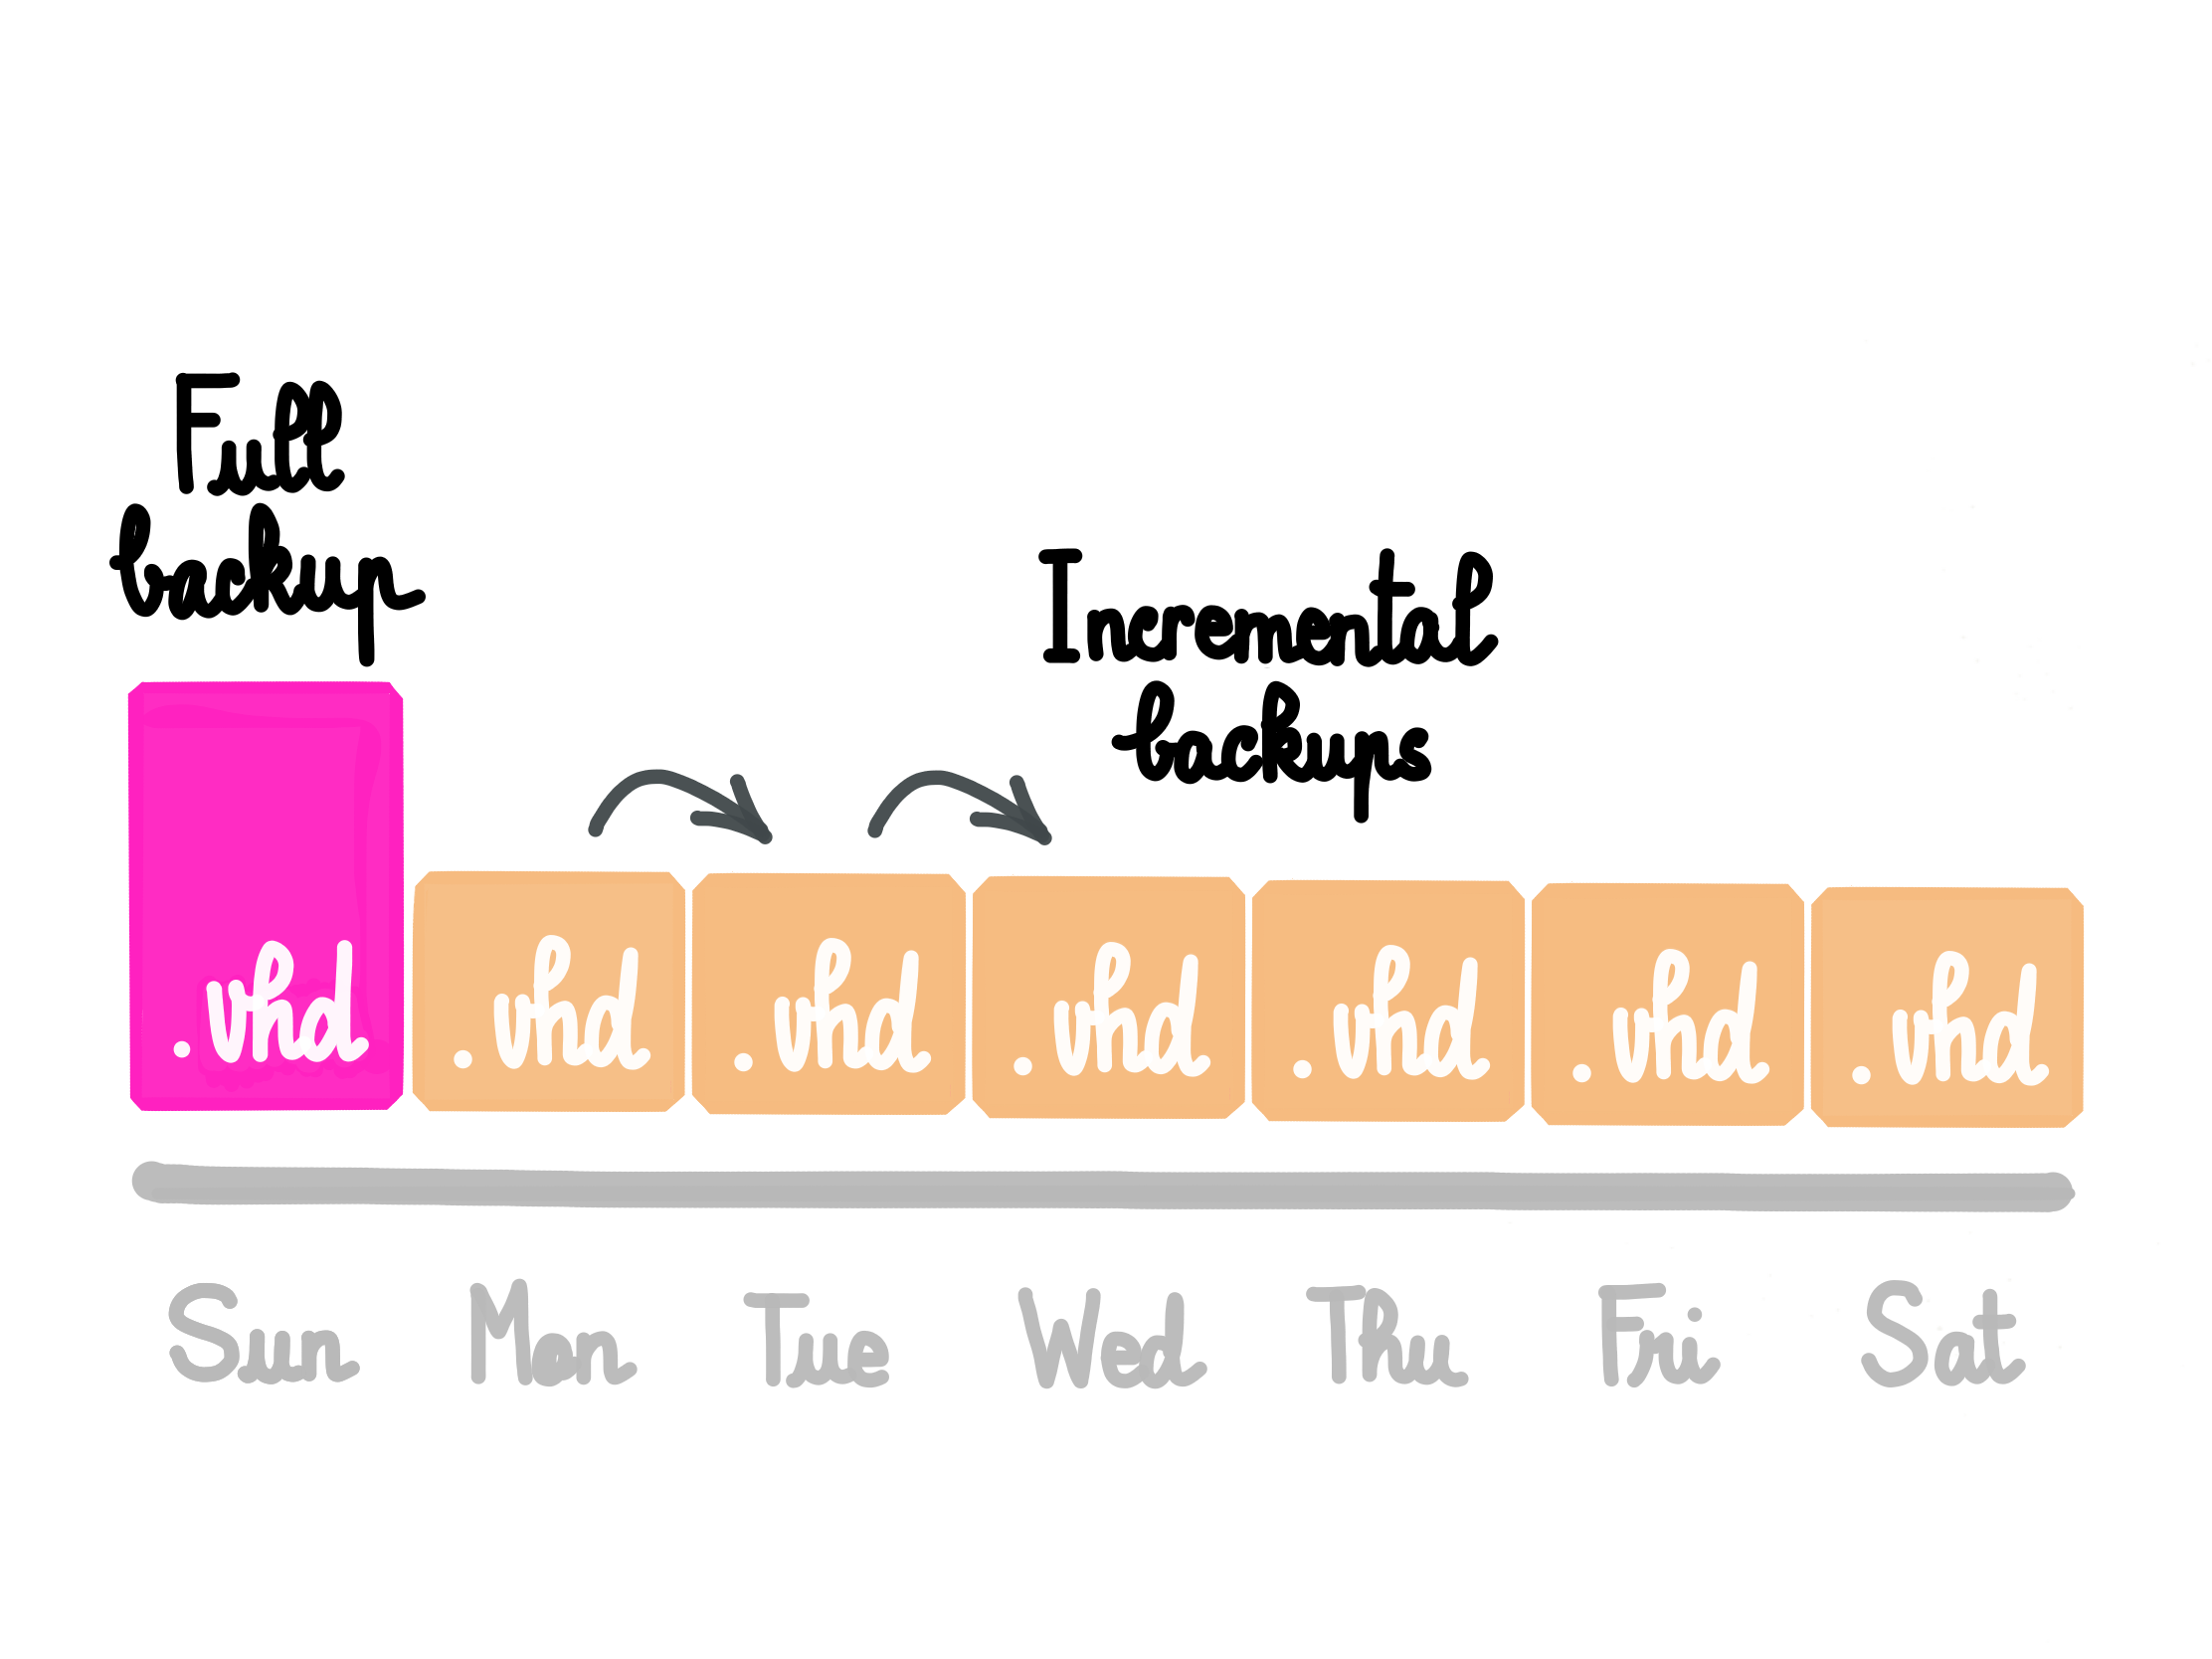 Full
backup
Incremental
backups
.vhd .vhd .vhd .vhd .vhd .vhd .vhd
Sun Mon Tue Wed Thu Fri Sat